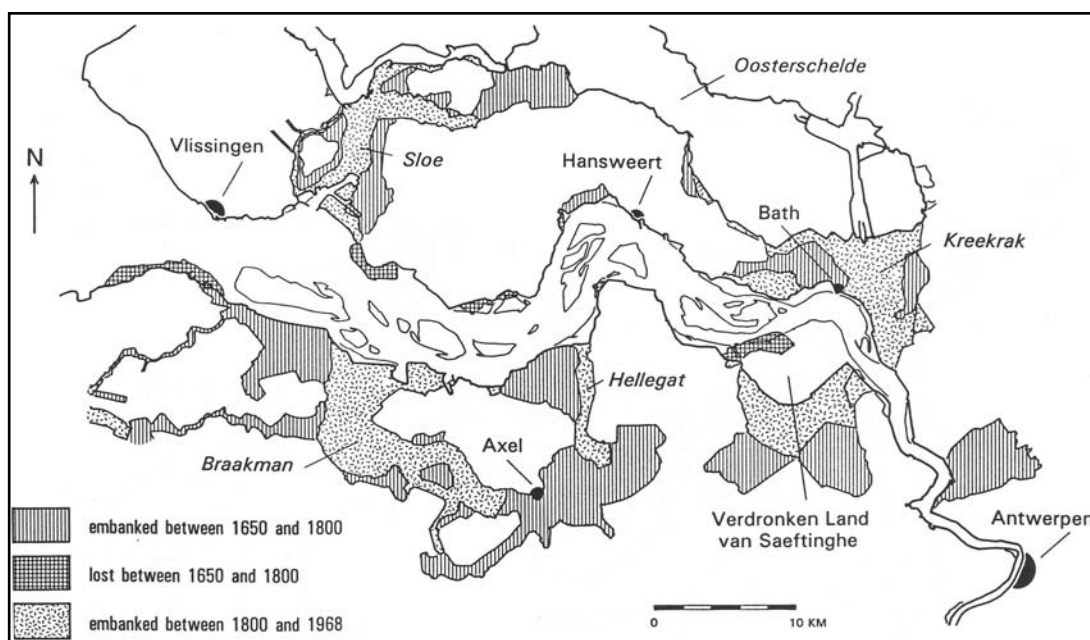 Oosterschelde
N
Vlissingen
Sloe
Hansweert
Bath
Kreekrak
Hellegat
Braakman
Axel
Verdronken Land
van Saeftinghe
Antwerpen
embanked between 1650 and 1800
lost between 1650 and 1800
embanked between 1800 and 1968
0 10 KM